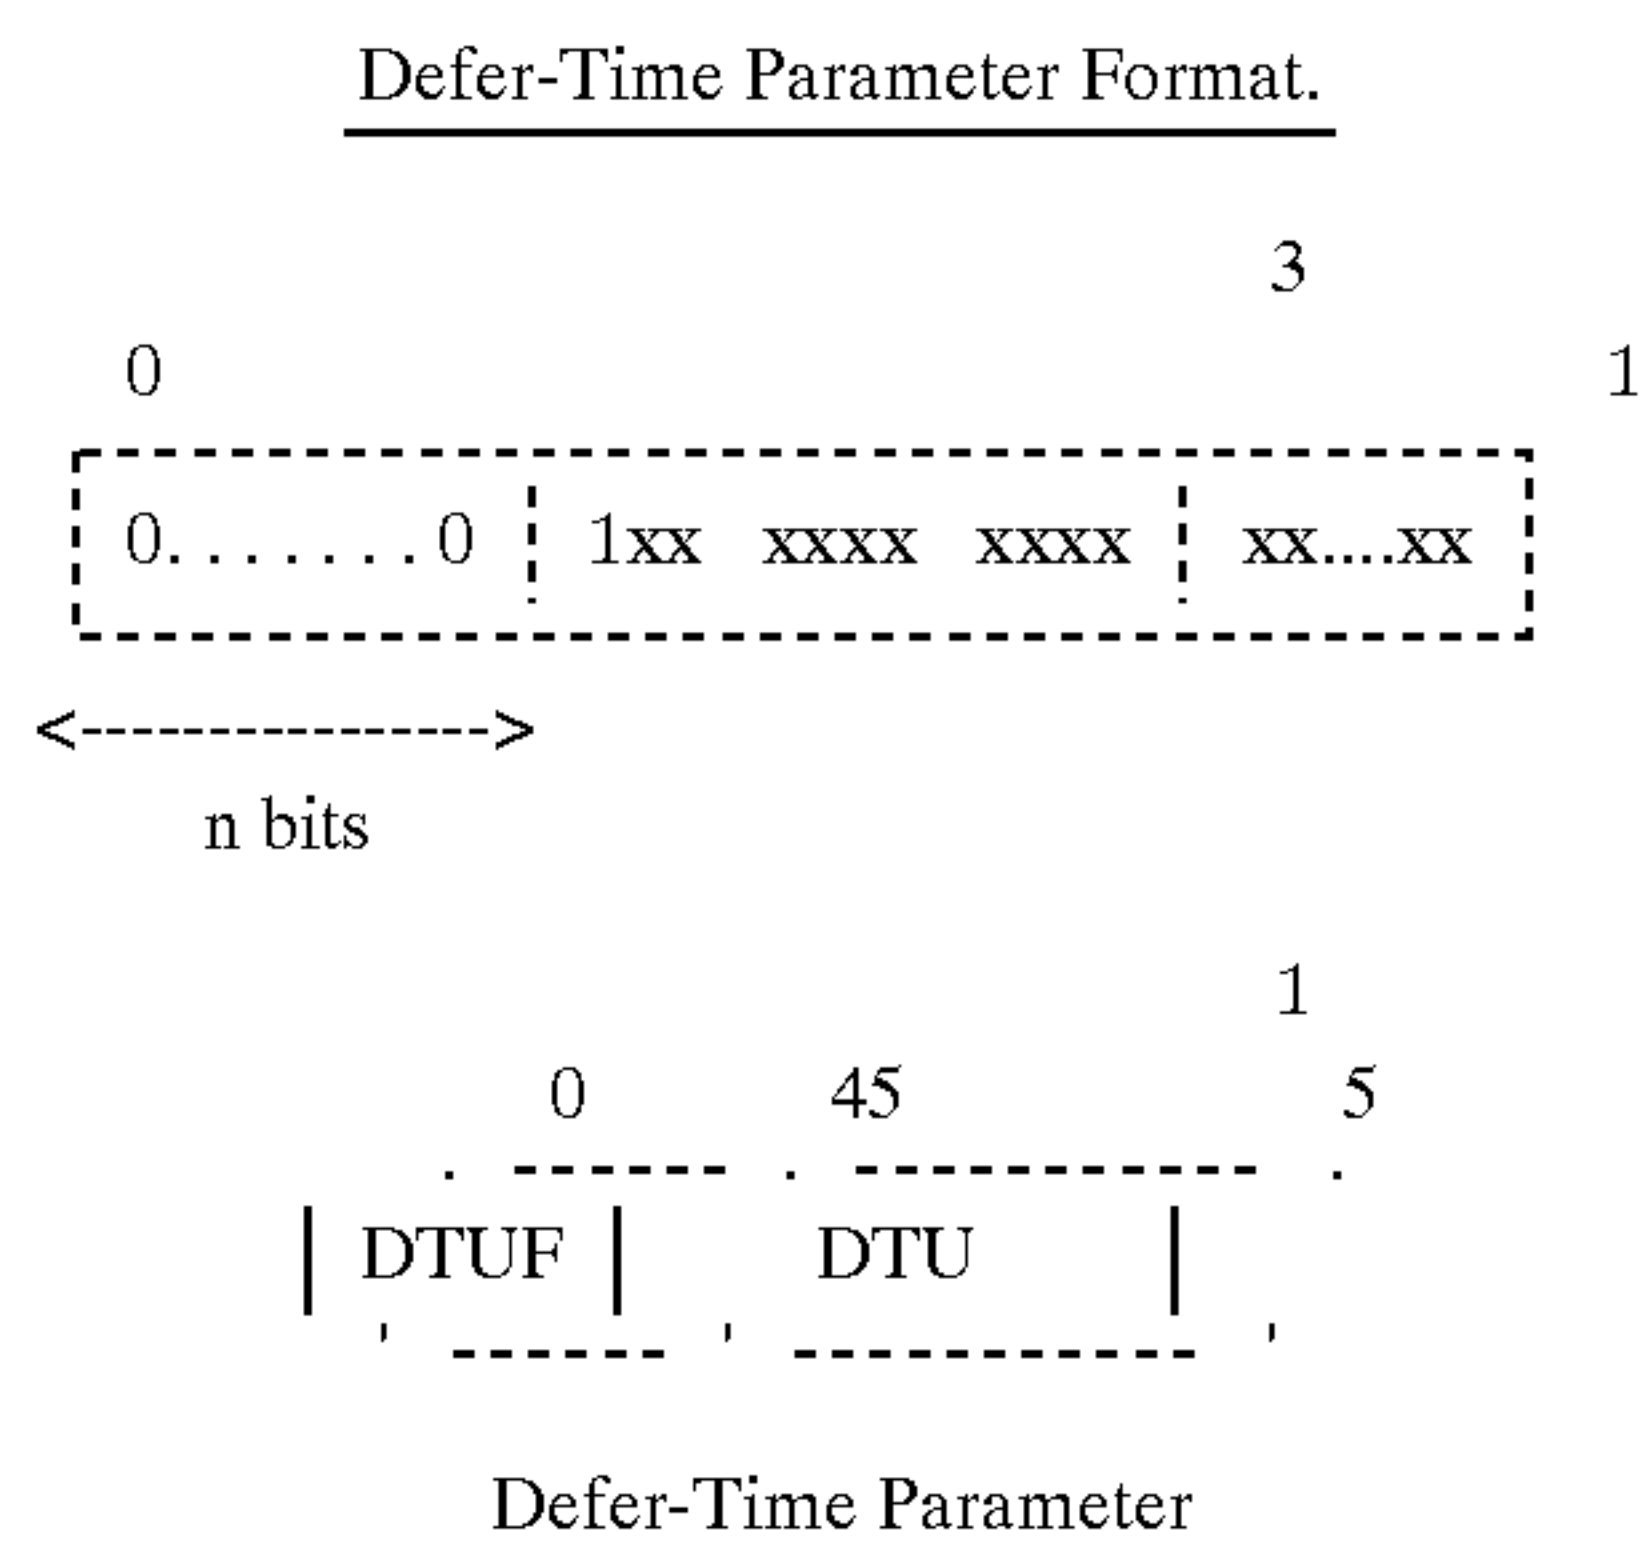 Defer-Time Parameter Format.
3
0 1
0.......0 | 1xx xxxx xxxx | xx....xx
<----------------->
n bits
1
0 45 5
. ------ . ----------- .
| DTUF | DTU |
' ------ ' ----------- '
Defer-Time Parameter